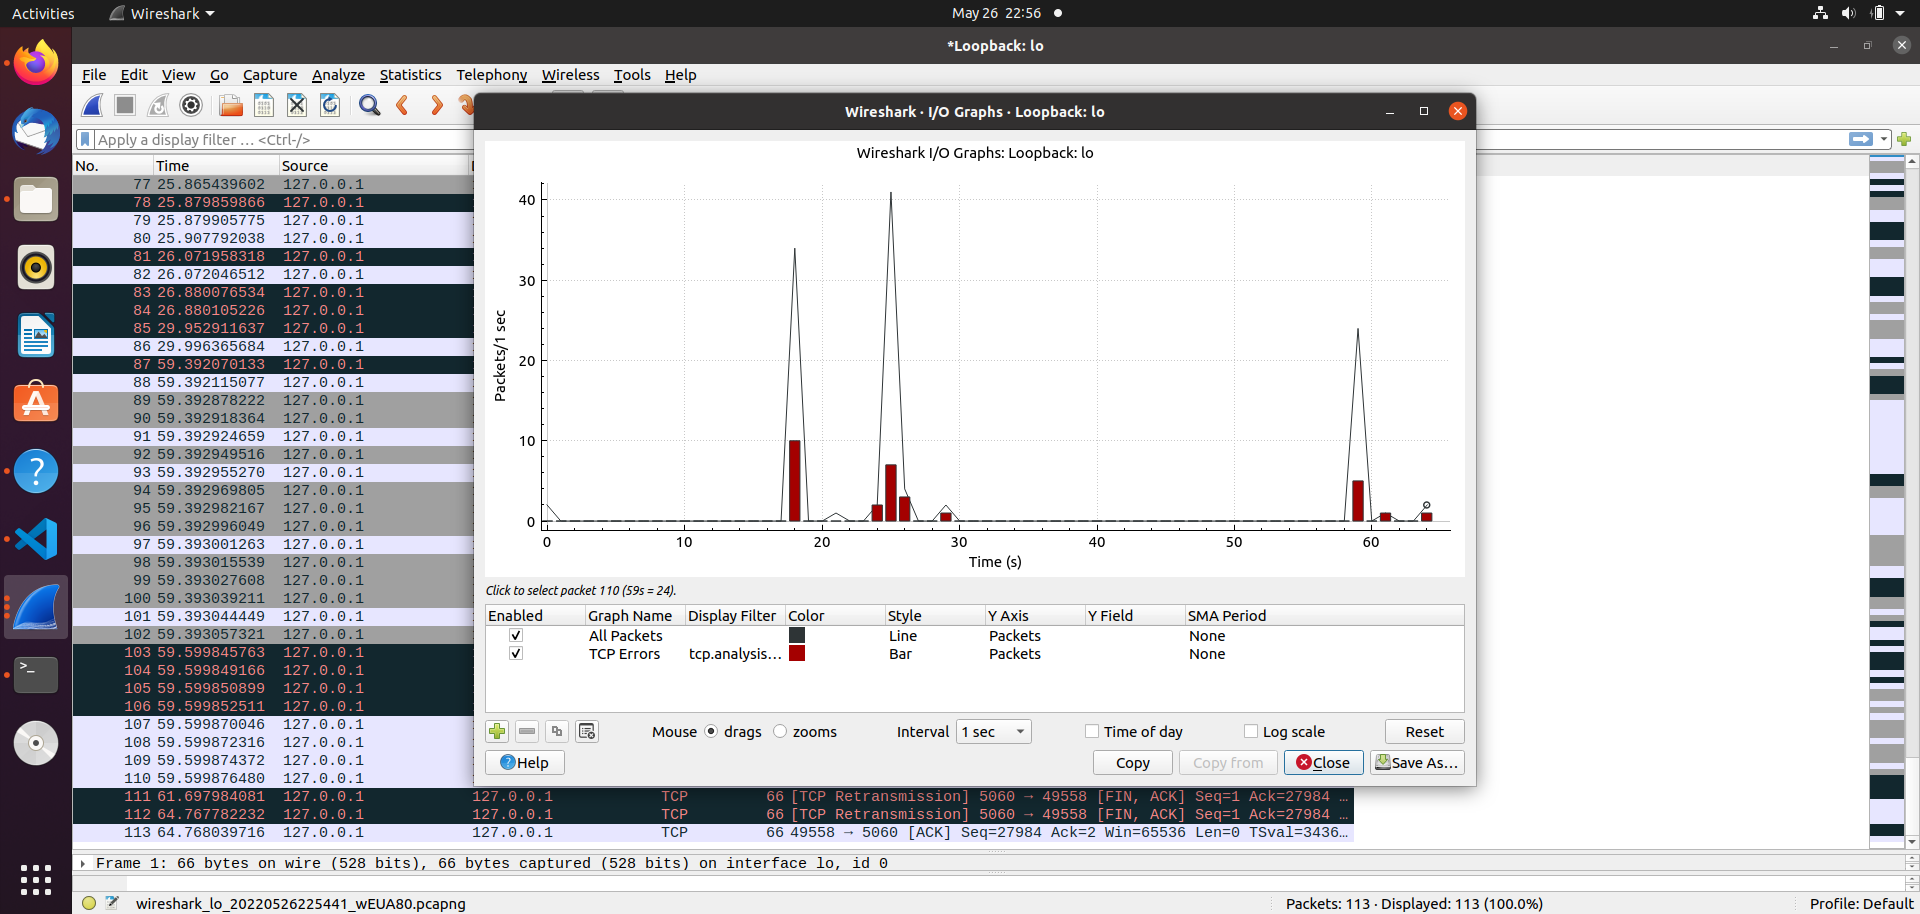 Activities Wireshark May 26 22:56
*Loopback: lo
File Edit View Go Capture Analyze Statistics Telephony Wireless Tools Help
Wireshark · I/O Graphs · Loopback: lo
Apply a display filter … <Ctrl-/>
Wireshark I/O Graphs: Loopback: lo
No. Time Source
77 25.865439602 127.0.0.1
78 25.879859866 127.0.0.1
79 25.879905775 127.0.0.1
80 25.907792038 127.0.0.1
81 26.071958318 127.0.0.1
82 26.072046512 127.0.0.1
83 26.880076534 127.0.0.1
84 26.880105226 127.0.0.1
85 29.952911637 127.0.0.1
86 29.996365684 127.0.0.1
87 59.392070133 127.0.0.1
88 59.392115077 127.0.0.1
89 59.392878222 127.0.0.1
90 59.392918364 127.0.0.1
91 59.392924659 127.0.0.1
92 59.392949516 127.0.0.1
93 59.392955270 127.0.0.1
94 59.392969805 127.0.0.1
95 59.392982167 127.0.0.1
96 59.392996049 127.0.0.1
97 59.393001263 127.0.0.1
98 59.393015539 127.0.0.1
99 59.393027608 127.0.0.1
100 59.393039211 127.0.0.1
101 59.393044449 127.0.0.1
102 59.393057321 127.0.0.1
103 59.599845763 127.0.0.1
104 59.599849166 127.0.0.1
105 59.599850899 127.0.0.1
106 59.599852511 127.0.0.1
107 59.599870046 127.0.0.1
108 59.599872316 127.0.0.1
109 59.599874372 127.0.0.1
110 59.599876480 127.0.0.1
40
30
20
10
0
Packets/1 sec
0 10 20 30 40 50 60
Time (s)
Click to select packet 110 (59s = 24).
Enabled Graph Name Display Filter Color Style Y Axis Y Field SMA Period
All Packets Line Packets None
TCP Errors tcp.analysis… Bar Packets None
Mouse drags zooms Interval 1 sec Time of day Log scale Reset
Help Copy Copy from Close Save As…
111 61.697984081 127.0.0.1 127.0.0.1 TCP 66 [TCP Retransmission] 5060 → 49558 [FIN, ACK] Seq=1 Ack=27984 …
112 64.767782232 127.0.0.1 127.0.0.1 TCP 66 [TCP Retransmission] 5060 → 49558 [FIN, ACK] Seq=1 Ack=27984 …
113 64.768039716 127.0.0.1 127.0.0.1 TCP 66 49558 → 5060 [ACK] Seq=27984 Ack=2 Win=65536 Len=0 TSval=3436…
Frame 1: 66 bytes on wire (528 bits), 66 bytes captured (528 bits) on interface lo, id 0
wireshark_lo_20220526225441_wEUA80.pcapng Packets: 113 · Displayed: 113 (100.0%) Profile: Default